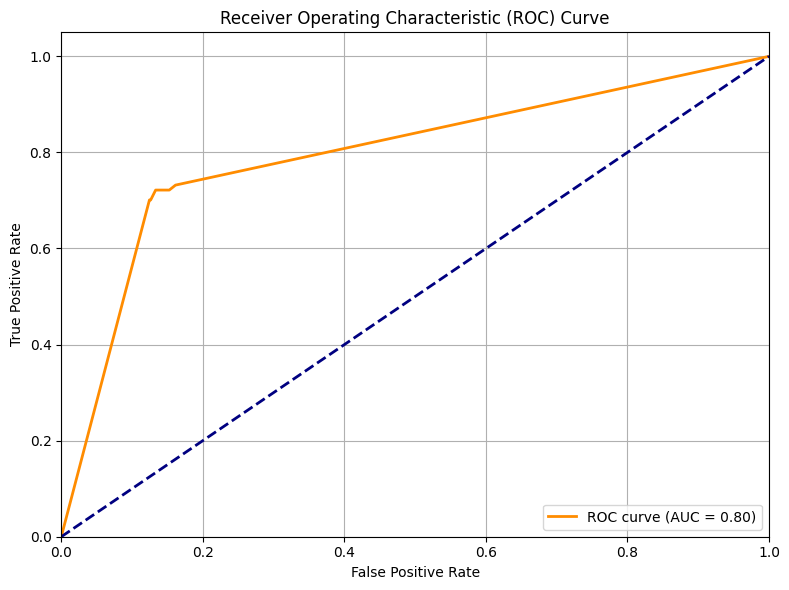 Receiver Operating Characteristic (ROC) Curve
True Positive Rate
1.0
0.8
0.6
0.4
0.2
0.0
0.0 0.2 0.4 0.6 0.8 1.0
False Positive Rate
ROC curve (AUC = 0.80)